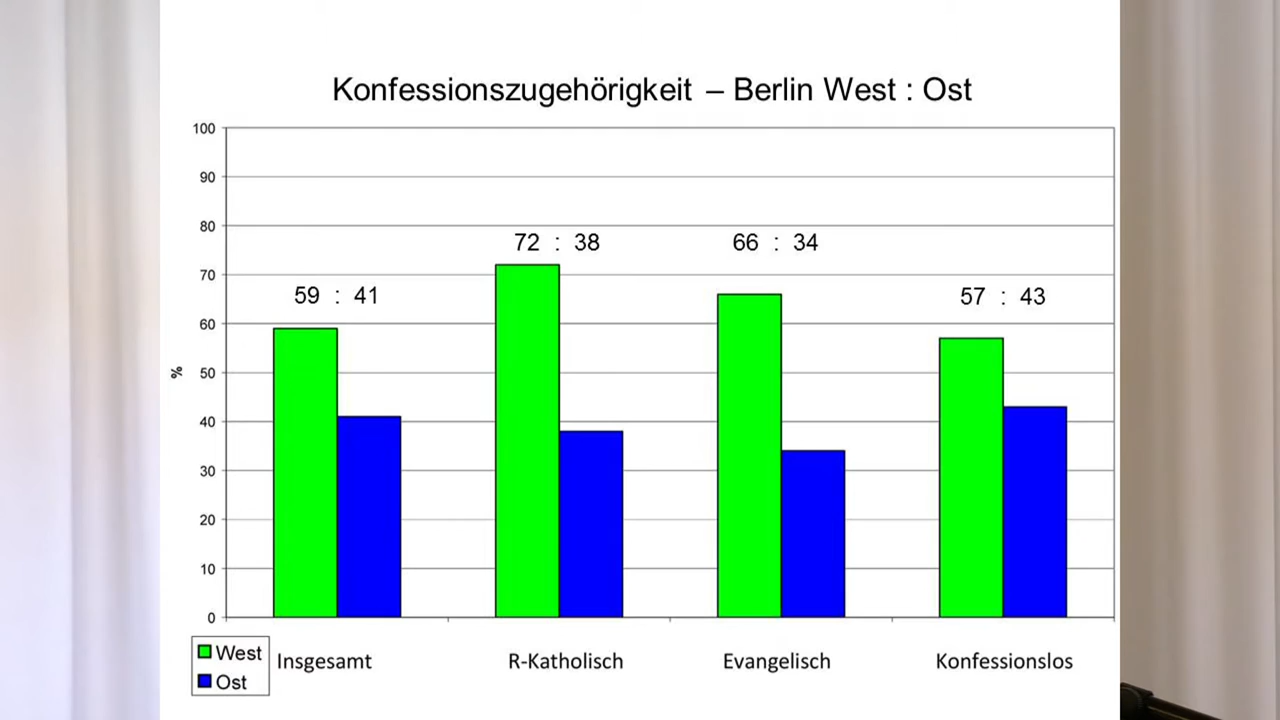 Konfessionszugehörigkeit – Berlin West : Ost
100
90
80
70
60
50
40
30
20
10
0
%
59 : 41
72 : 38
66 : 34
57 : 43
West
Ost
Insgesamt
R-Katholisch
Evangelisch
Konfessionslos